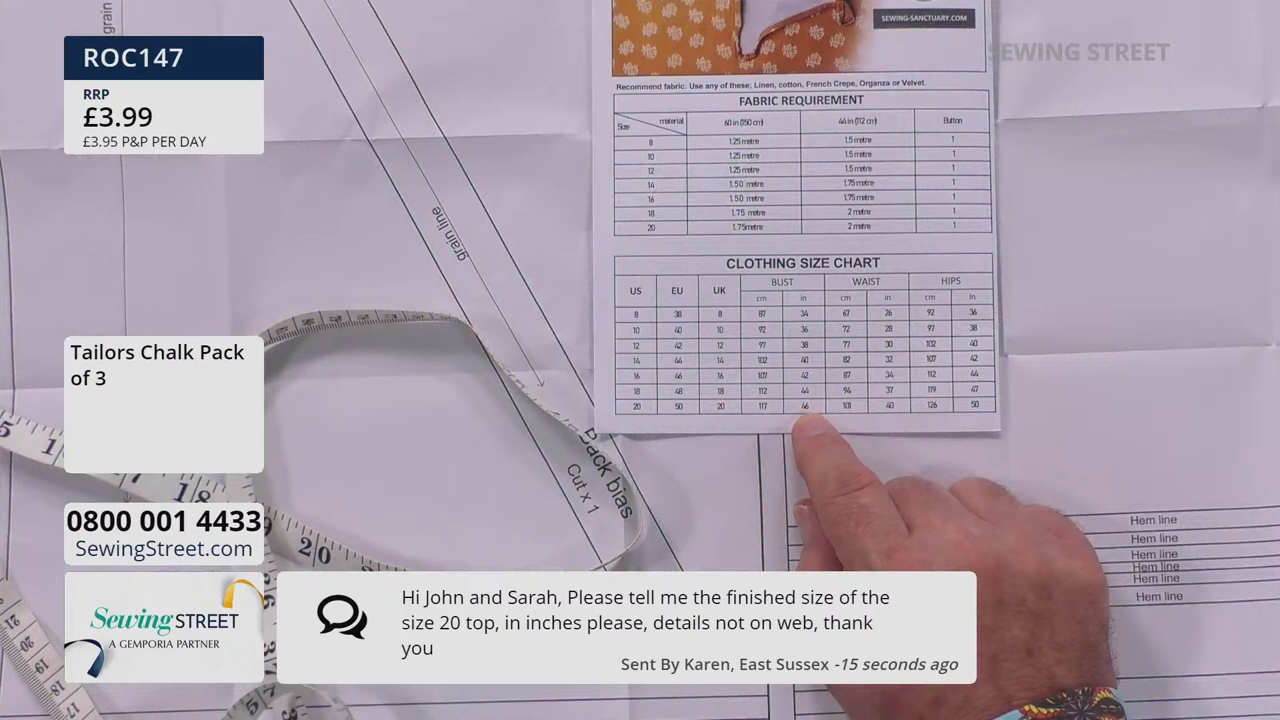 ROC147
RRP
£3.99
£3.95 P&P PER DAY
grain
SEWING-SANCTUARY.COM
SEWING STREET
Recommend fabric: Use any of these; Linen, cotton, French Crepe, Organza or Velvet.
FABRIC REQUIREMENT
Size material 60 in (150 cm) 44 in (112 cm) Button
8 1.25 metre 1.5 metre 1
10 1.25 metre 1.5 metre 1
12 1.25 metre 1.5 metre 1
14 1.50 metre 1.75 metre 1
16 1.50 metre 1.75 metre 1
18 1.75 metre 2 metre 1
20 1.75metre 2 metre 1
CLOTHING SIZE CHART
US EU UK BUST WAIST HIPS
cm in cm in cm In
8 38 8 87 34 67 26 92 36
10 40 10 92 36 72 28 97 38
12 42 12 97 38 77 30 102 40
14 44 14 102 40 82 32 107 42
16 46 16 107 42 87 34 112 44
18 48 18 112 44 94 37 119 47
20 50 20 117 46 101 40 126 50
grain line
Back bias
Cut x 1
Tailors Chalk Pack
of 3
18
20
21
20
19
18
17
Hem line
Hem line
Hem line
Hem line
Hem line
Hem line
0800 001 4433
SewingStreet.com
Sewing STREET
A GEMPORIA PARTNER
Hi John and Sarah, Please tell me the finished size of the
size 20 top, in inches please, details not on web, thank
you
Sent By Karen, East Sussex -15 seconds ago